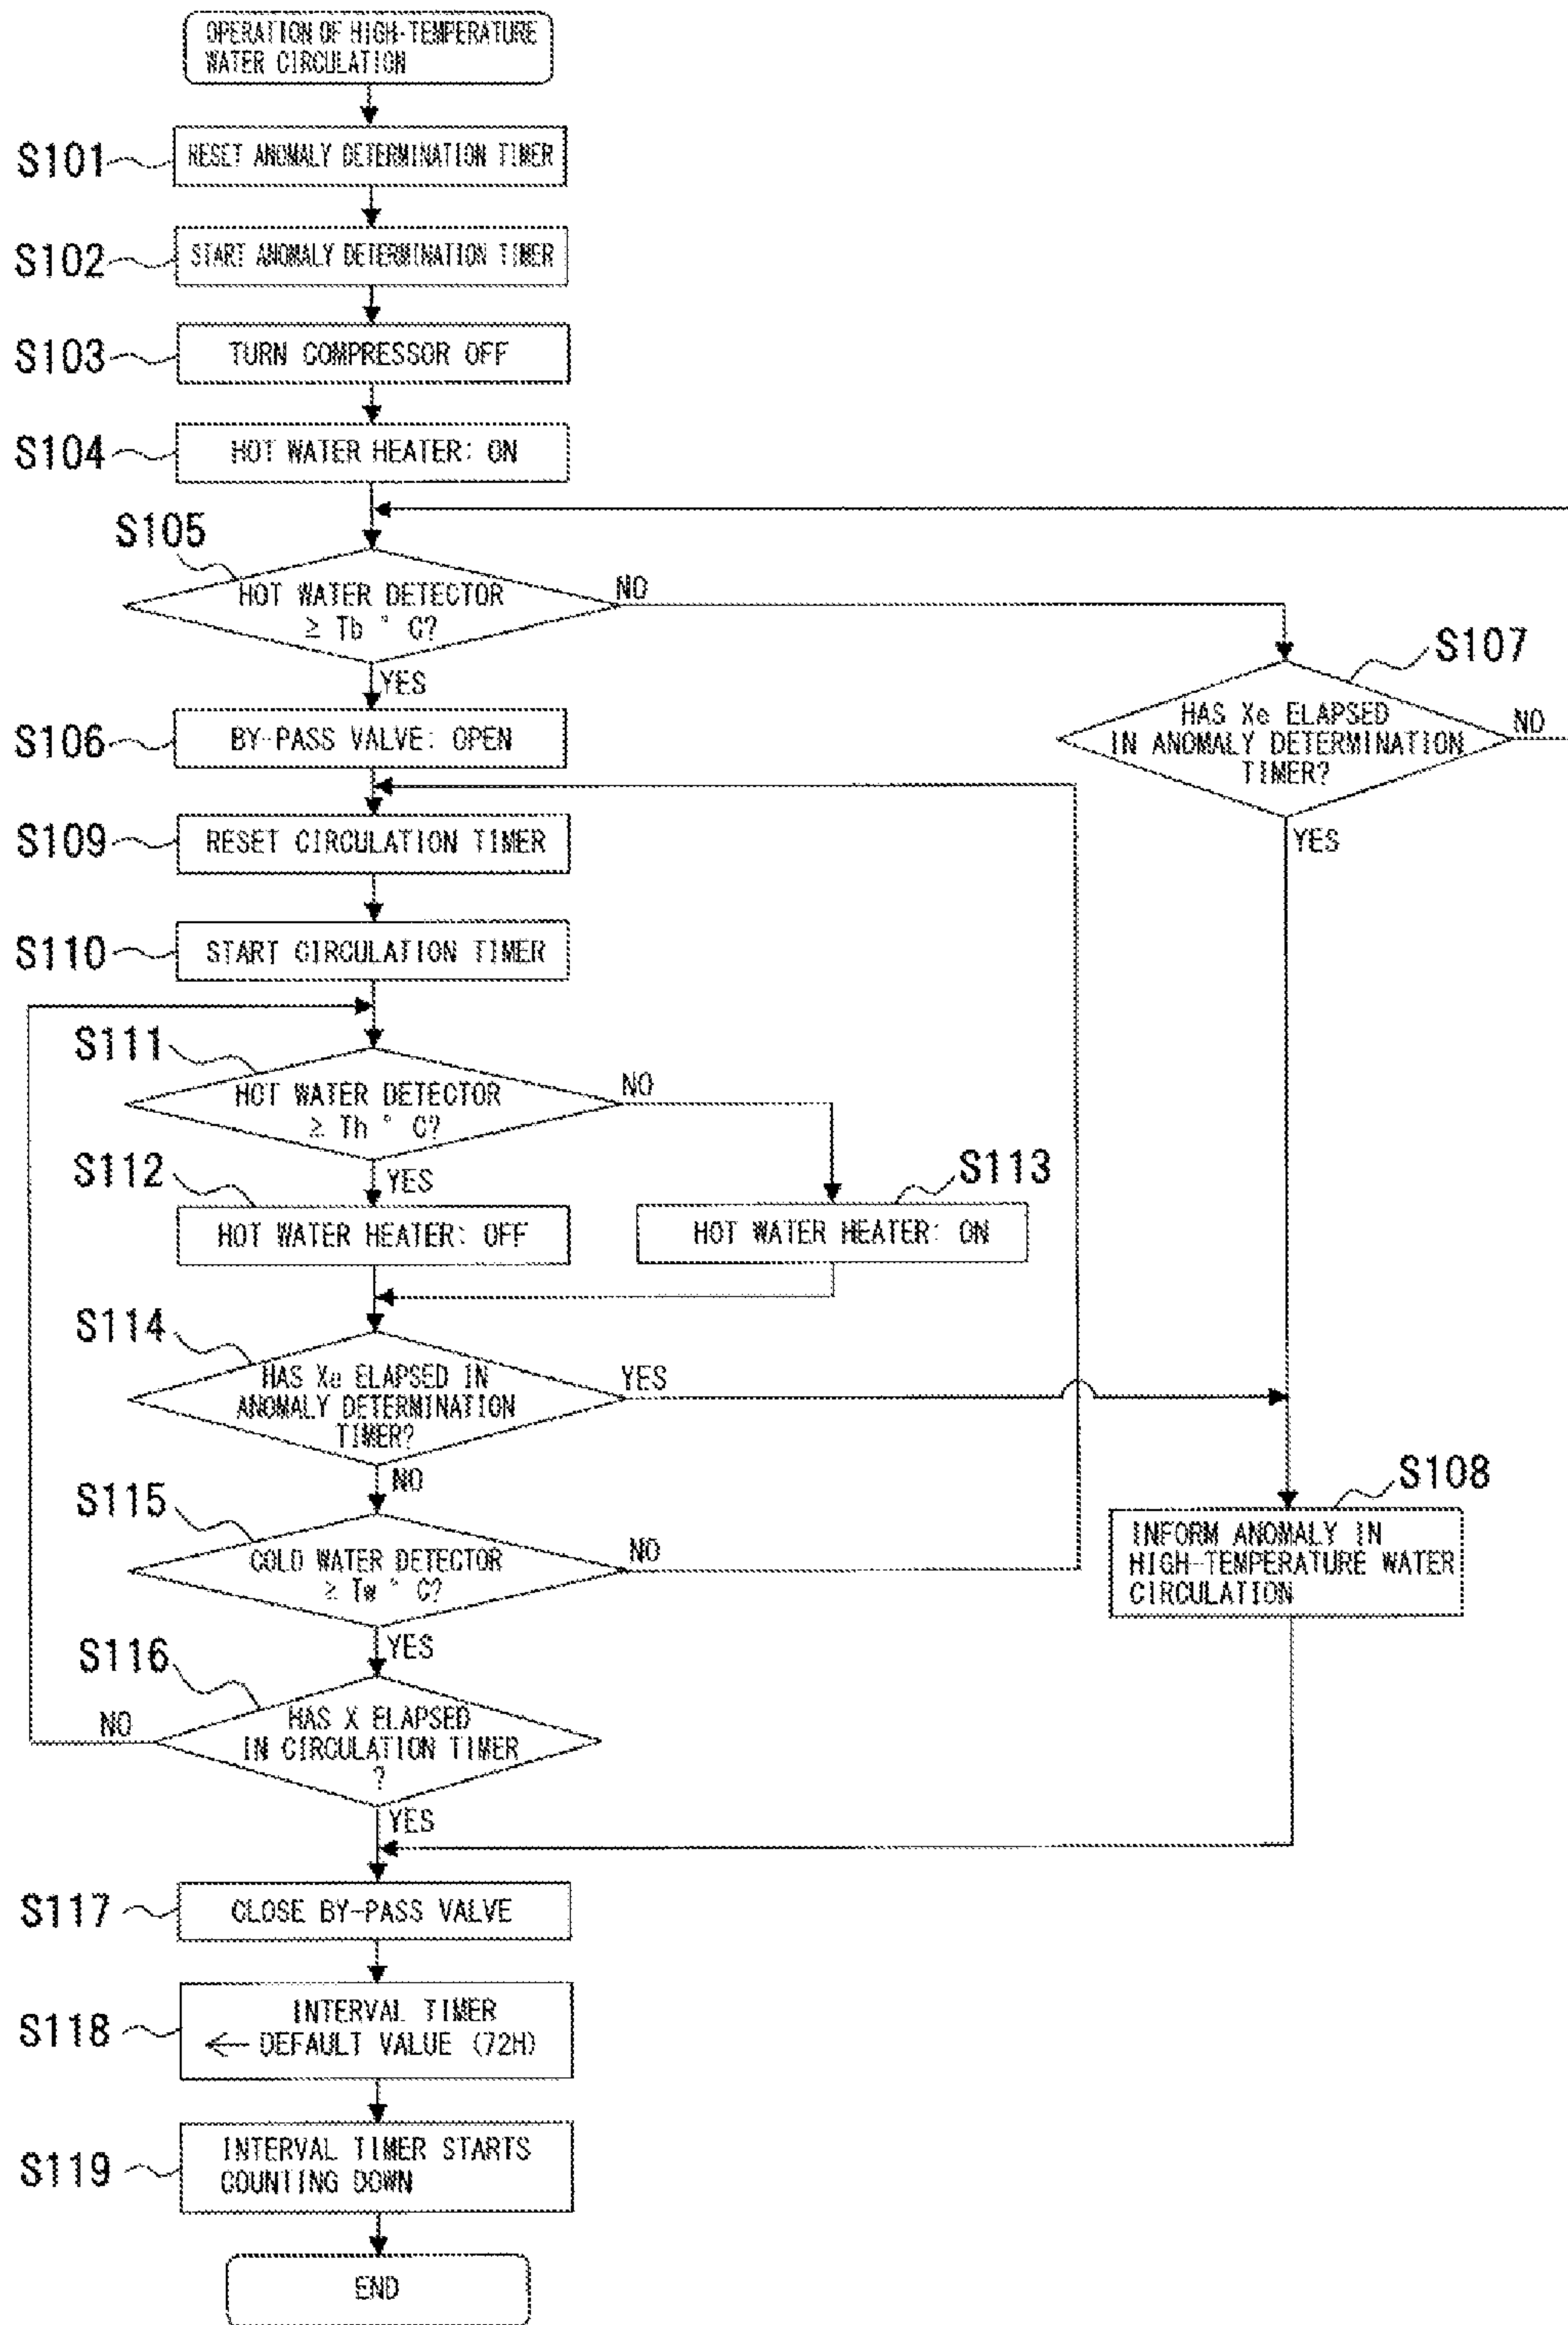 OPERATION OF HIGH-TEMPERATURE
WATER CIRCULATION
S101
RESET ANOMALY DETERMINATION TIMER
S102
START ANOMALY DETERMINATION TIMER
S103
TURN COMPRESSOR OFF
S104
HOT WATER HEATER: ON
S105
HOT WATER DETECTOR
≥ Tb ° C?
NO
YES
S107
HAS Xe ELAPSED
IN ANOMALY DETERMINATION
TIMER?
NO
YES
S106
BY-PASS VALVE: OPEN
S109
RESET CIRCULATION TIMER
S110
START CIRCULATION TIMER
S111
HOT WATER DETECTOR
≥ Th ° C?
NO
YES
S112
HOT WATER HEATER: OFF
S113
HOT WATER HEATER: ON
S114
HAS Xe ELAPSED IN
ANOMALY DETERMINATION
TIMER?
YES
NO
S108
INFORM ANOMALY IN
HIGH-TEMPERATURE WATER
CIRCULATION
S115
COLD WATER DETECTOR
≥ Tw ° C?
NO
YES
S116
HAS X ELAPSED
IN CIRCULATION TIMER
?
NO
YES
S117
CLOSE BY-PASS VALVE
S118
INTERVAL TIMER
← DEFAULT VALUE (72H)
S119
INTERVAL TIMER STARTS
COUNTING DOWN
END